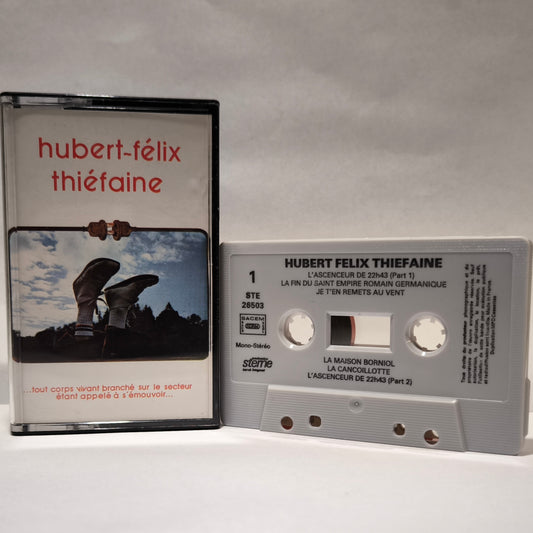 hubert-félix
thiéfaine
...tout corps vivant branché sur le secteur
étant appelé à s'émouvoir...
HUBERT FELIX THIEFAINE
1
L'ASCENCEUR DE 22h43 (Part 1)
LA FIN DU SAINT EMPIRE ROMAIN GERMANIQUE
JE T'EN REMETS AU VENT
STE
26503
SACEM
Mono-Stéréo
sterne
LA MAISON BORNIOL
LA CANCOILLOTTE
L'ASCENCEUR DE 22h43 (Part 2)